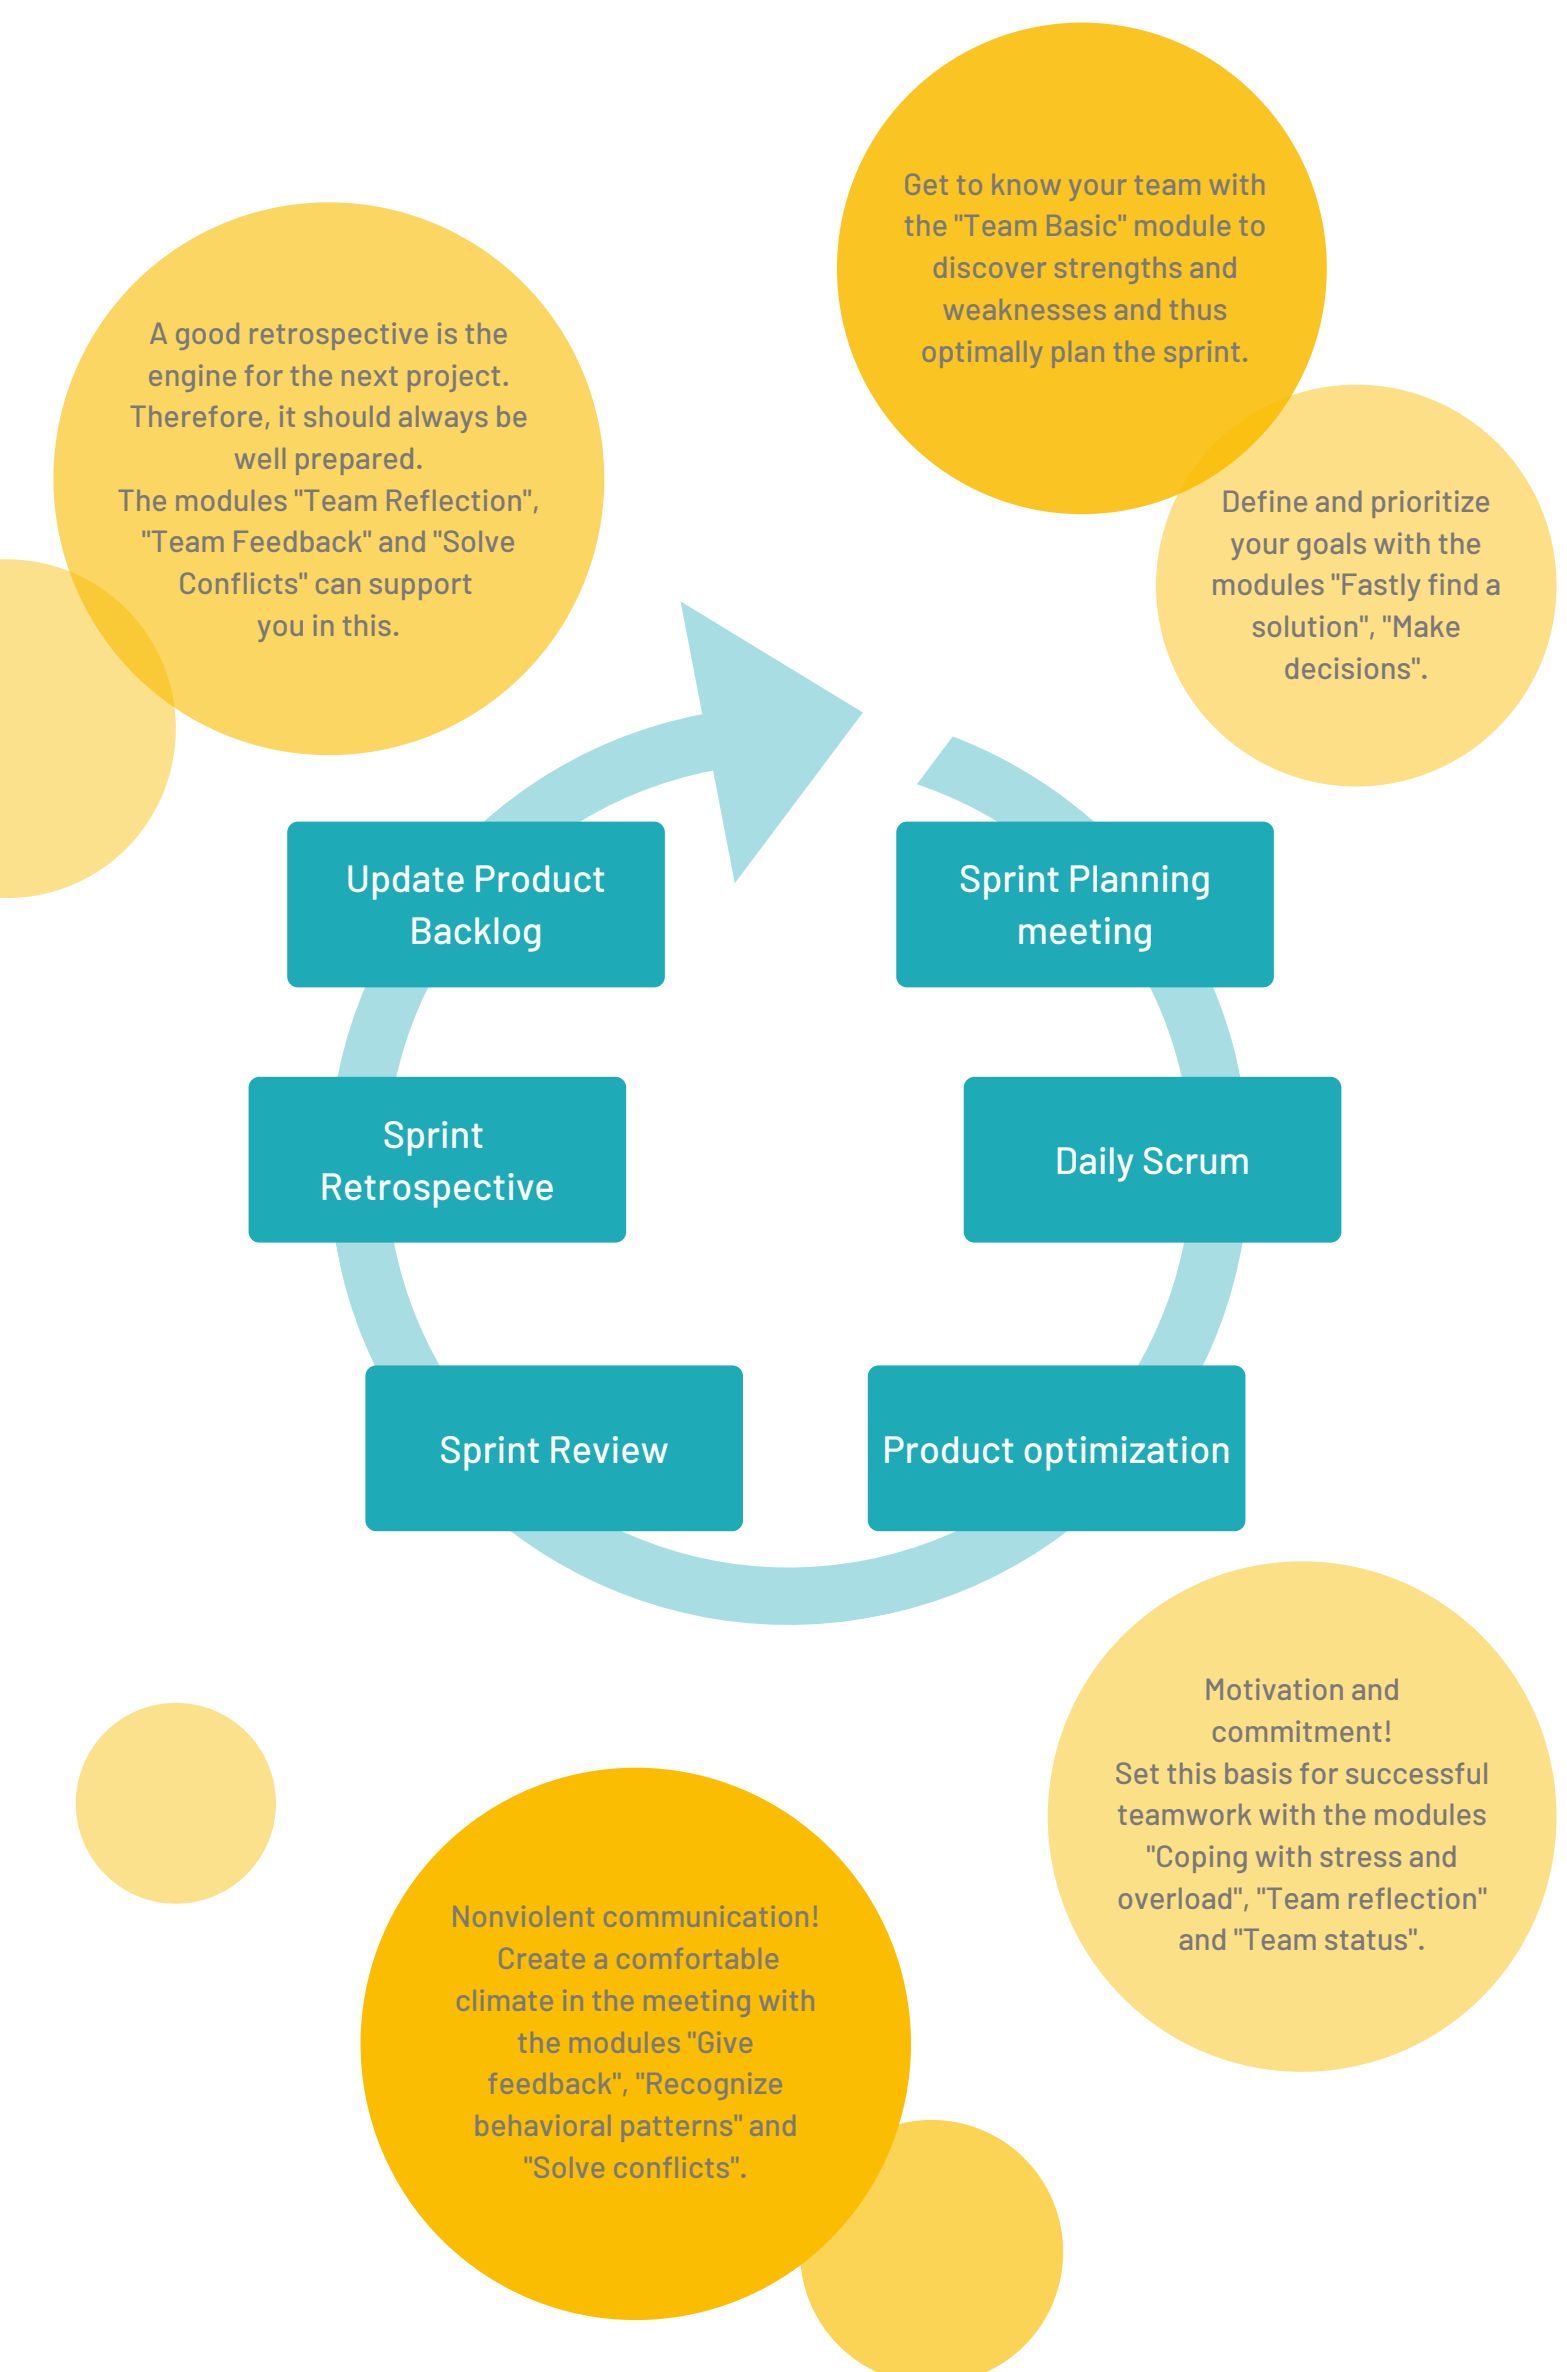 Get to know your team with
the "Team Basic" module to
discover strengths and
weaknesses and thus
optimally plan the sprint.
A good retrospective is the
engine for the next project.
Therefore, it should always be
well prepared.
The modules "Team Reflection",
"Team Feedback" and "Solve
Conflicts" can support
you in this.
Define and prioritize
your goals with the
modules "Fastly find a
solution", "Make
decisions".
Update Product
Backlog
Sprint Planning
meeting
Sprint
Retrospective
Daily Scrum
Sprint Review
Product optimization
Motivation and
commitment!
Set this basis for successful
teamwork with the modules
"Coping with stress and
overload", "Team reflection"
and "Team status".
Nonviolent communication!
Create a comfortable
climate in the meeting with
the modules "Give
feedback", "Recognize
behavioral patterns" and
"Solve conflicts".